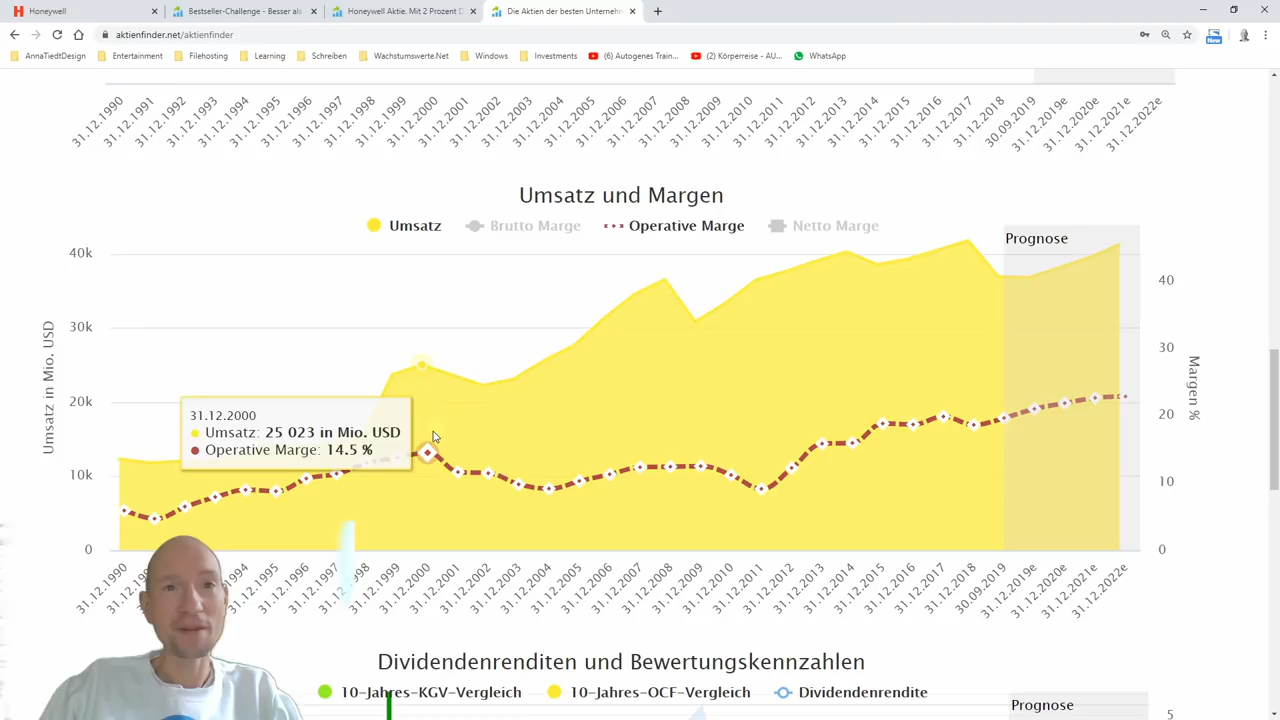 Honeywell
Bestseller-Challenge - Besser als
Honeywell Aktie. Mit 2 Prozent D
Die Aktien der besten Unternehm
aktienfinder.net/aktienfinder
New
AnnaTiedtDesign
Entertainment
Filehosting
Learning
Schreiben
Wachstumswerte.Net
Windows
Investments
(6) Autogenes Train...
(2) Körperreise - AU...
WhatsApp
31.12.1990
31.12.1991
31.12.1992
31.12.1993
31.12.1994
31.12.1995
31.12.1996
31.12.1997
31.12.1998
31.12.1999
31.12.2000
31.12.2001
31.12.2002
31.12.2003
31.12.2004
31.12.2005
31.12.2006
31.12.2007
31.12.2008
31.12.2009
31.12.2010
31.12.2011
31.12.2012
31.12.2013
31.12.2014
31.12.2015
31.12.2016
31.12.2017
31.12.2018
30.09.2019
31.12.2019e
31.12.2020e
31.12.2021e
31.12.2022e
Umsatz und Margen
Umsatz
Brutto Marge
Operative Marge
Netto Marge
Prognose
40k
30k
20k
10k
0
Umsatz in Mio. USD
40
30
20
10
0
Margen %
31.12.2000
Umsatz: 25 023 in Mio. USD
Operative Marge: 14.5 %
31.12.1990
31.12.1994
31.12.1995
31.12.1996
31.12.1997
31.12.1998
31.12.1999
31.12.2000
31.12.2001
31.12.2002
31.12.2003
31.12.2004
31.12.2005
31.12.2006
31.12.2007
31.12.2008
31.12.2009
31.12.2010
31.12.2011
31.12.2012
31.12.2013
31.12.2014
31.12.2015
31.12.2016
31.12.2017
31.12.2018
30.09.2019
31.12.2019e
31.12.2020e
31.12.2021e
31.12.2022e
Dividendenrenditen und Bewertungskennzahlen
10-Jahres-KGV-Vergleich
10-Jahres-OCF-Vergleich
Dividendenrendite
Prognose
5